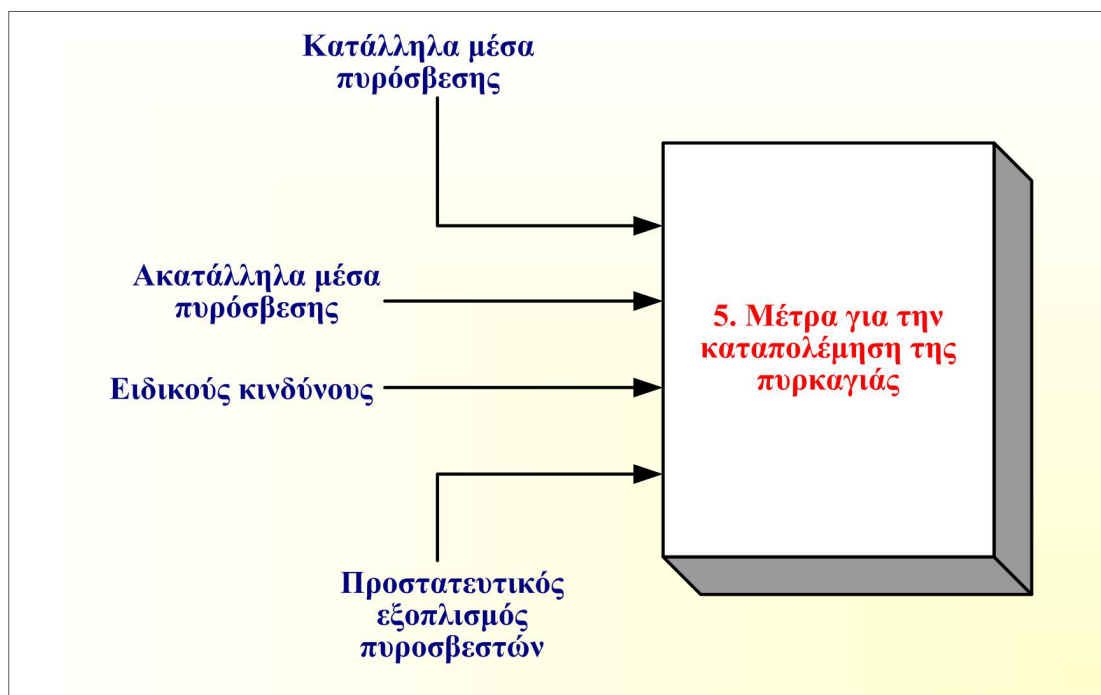 Κατάλληλα μέσα
πυρόσβεσης
Ακατάλληλα μέσα
πυρόσβεσης
Ειδικούς κινδύνους
Προστατευτικός
εξοπλισμός
πυροσβεστών
5. Μέτρα για την
καταπολέμηση της
πυρκαγιάς